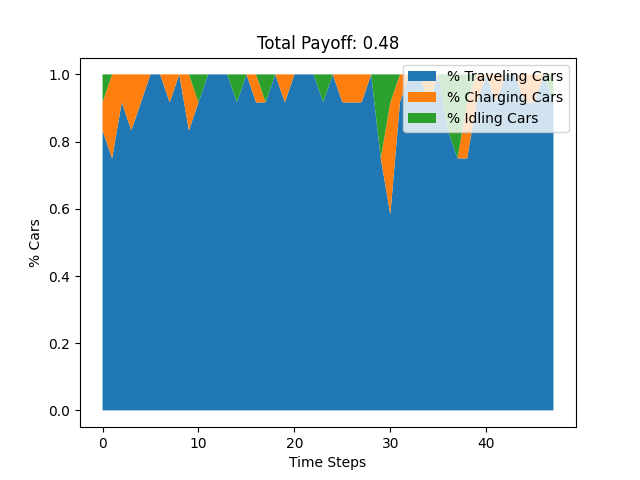 Total Payoff: 0.48
% Traveling Cars
% Charging Cars
% Idling Cars
1.0
0.8
0.6
0.4
0.2
0.0
% Cars
0 10 20 30 40
Time Steps